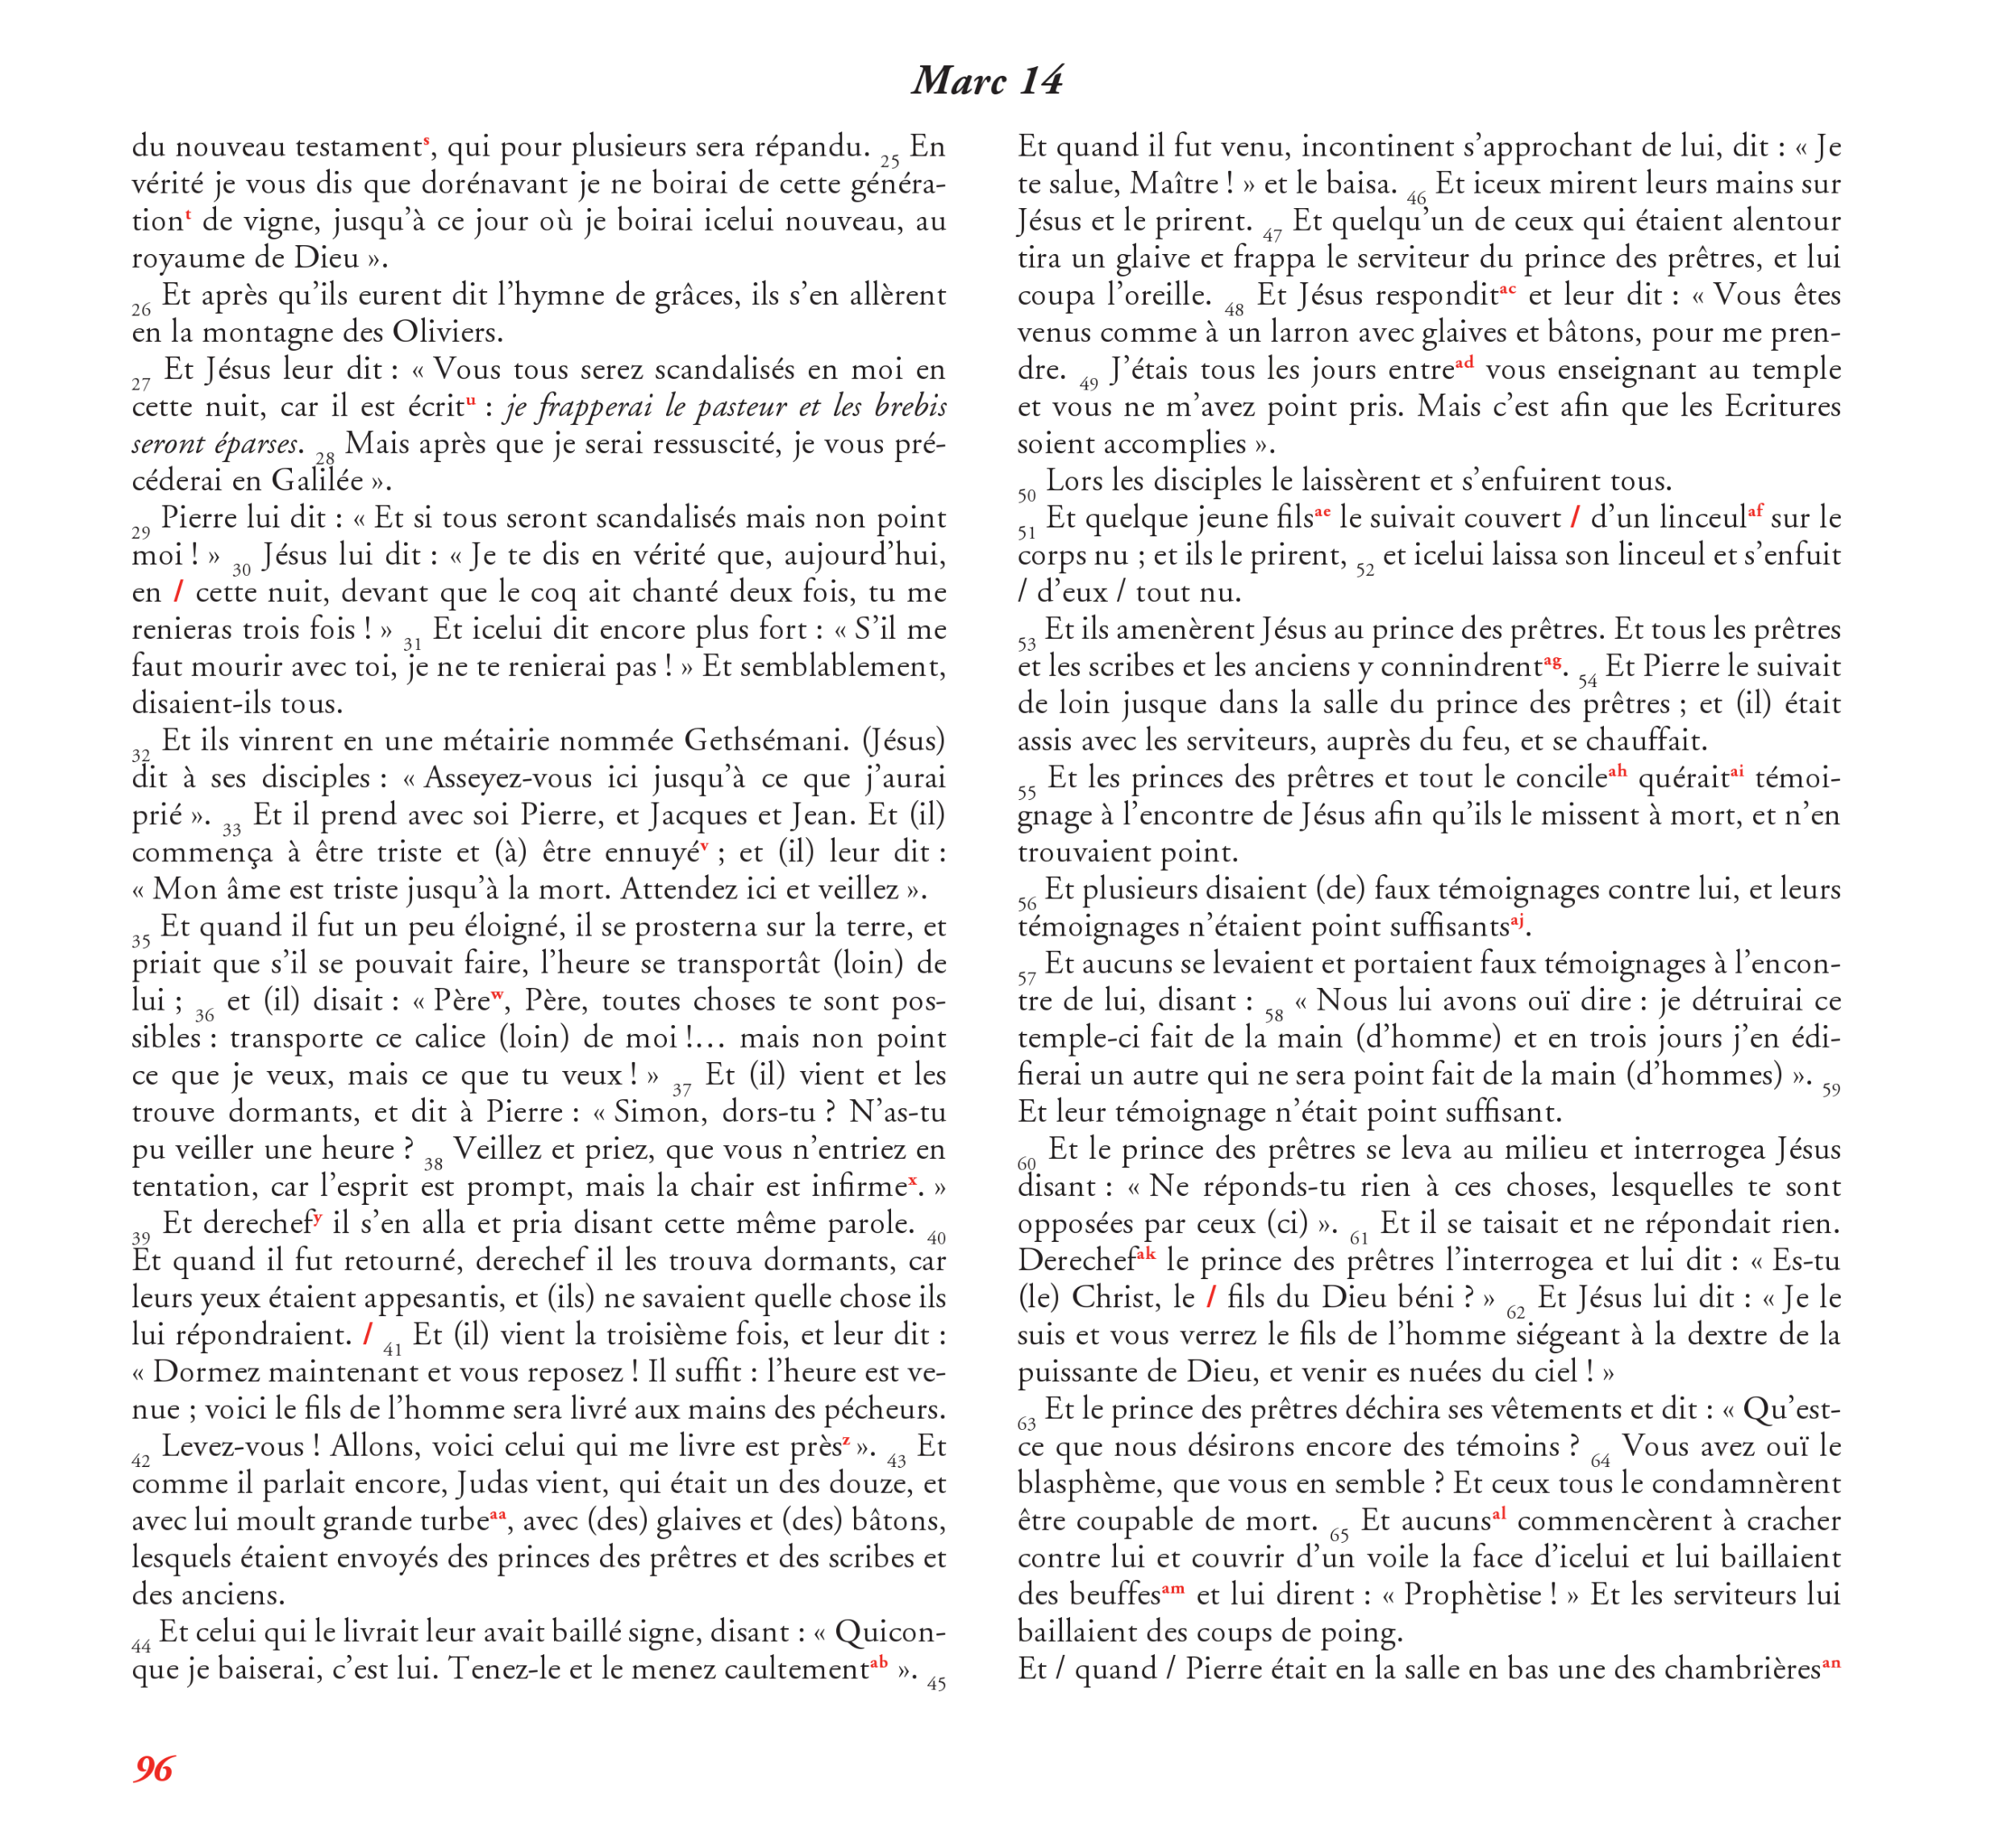 Marc 14
du nouveau testaments, qui pour plusieurs sera répandu. 25 En
vérité je vous dis que dorénavant je ne boirai de cette généra-
tiont de vigne, jusqu’à ce jour où je boirai icelui nouveau, au
royaume de Dieu ».
26 Et après qu’ils eurent dit l’hymne de grâces, ils s’en allèrent
en la montagne des Oliviers.
27 Et Jésus leur dit : « Vous tous serez scandalisés en moi en
cette nuit, car il est écritu : je frapperai le pasteur et les brebis
seront éparses. 28 Mais après que je serai ressuscité, je vous pré-
céderai en Galilée ».
29 Pierre lui dit : « Et si tous seront scandalisés mais non point
moi ! » 30 Jésus lui dit : « Je te dis en vérité que, aujourd’hui,
en / cette nuit, devant que le coq ait chanté deux fois, tu me
renieras trois fois ! » 31 Et icelui dit encore plus fort : « S’il me
faut mourir avec toi, je ne te renierai pas ! » Et semblablement,
disaient-ils tous.
32 Et ils vinrent en une métairie nommée Gethsémani. (Jésus)
dit à ses disciples : « Asseyez-vous ici jusqu’à ce que j’aurai
prié ». 33 Et il prend avec soi Pierre, et Jacques et Jean. Et (il)
commença à être triste et (à) être ennuyév ; et (il) leur dit :
« Mon âme est triste jusqu’à la mort. Attendez ici et veillez ».
35 Et quand il fut un peu éloigné, il se prosterna sur la terre, et
priait que s’il se pouvait faire, l’heure se transportât (loin) de
lui ; 36 et (il) disait : « Pèrew, Père, toutes choses te sont pos-
sibles : transporte ce calice (loin) de moi !… mais non point
ce que je veux, mais ce que tu veux ! » 37 Et (il) vient et les
trouve dormants, et dit à Pierre : « Simon, dors-tu ? N’as-tu
pu veiller une heure ? 38 Veillez et priez, que vous n’entriez en
tentation, car l’esprit est prompt, mais la chair est infirmex. »
39 Et derechefy il s’en alla et pria disant cette même parole. 40
Et quand il fut retourné, derechef il les trouva dormants, car
leurs yeux étaient appesantis, et (ils) ne savaient quelle chose ils
lui répondraient. / 41 Et (il) vient la troisième fois, et leur dit :
« Dormez maintenant et vous reposez ! Il suffit : l’heure est ve-
nue ; voici le fils de l’homme sera livré aux mains des pécheurs.
42 Levez-vous ! Allons, voici celui qui me livre est prèsz ». 43 Et
comme il parlait encore, Judas vient, qui était un des douze, et
avec lui moult grande turbeaa, avec (des) glaives et (des) bâtons,
lesquels étaient envoyés des princes des prêtres et des scribes et
des anciens.
44 Et celui qui le livrait leur avait baillé signe, disant : « Quicon-
que je baiserai, c’est lui. Tenez-le et le menez caultementab ». 45
Et quand il fut venu, incontinent s’approchant de lui, dit : « Je
te salue, Maître ! » et le baisa. 46 Et iceux mirent leurs mains sur
Jésus et le prirent. 47 Et quelqu’un de ceux qui étaient alentour
tira un glaive et frappa le serviteur du prince des prêtres, et lui
coupa l’oreille. 48 Et Jésus responditac et leur dit : « Vous êtes
venus comme à un larron avec glaives et bâtons, pour me pren-
dre. 49 J’étais tous les jours entread vous enseignant au temple
et vous ne m’avez point pris. Mais c’est afin que les Ecritures
soient accomplies ».
50 Lors les disciples le laissèrent et s’enfuirent tous.
51 Et quelque jeune filsae le suivait couvert / d’un linceulaf sur le
corps nu ; et ils le prirent, 52 et icelui laissa son linceul et s’enfuit
/ d’eux / tout nu.
53 Et ils amenèrent Jésus au prince des prêtres. Et tous les prêtres
et les scribes et les anciens y connindrentag. 54 Et Pierre le suivait
de loin jusque dans la salle du prince des prêtres ; et (il) était
assis avec les serviteurs, auprès du feu, et se chauffait.
55 Et les princes des prêtres et tout le concileah quéraitai témoi-
gnage à l’encontre de Jésus afin qu’ils le missent à mort, et n’en
trouvaient point.
56 Et plusieurs disaient (de) faux témoignages contre lui, et leurs
témoignages n’étaient point suffisantsaj.
57 Et aucuns se levaient et portaient faux témoignages à l’encon-
tre de lui, disant : 58 « Nous lui avons ouï dire : je détruirai ce
temple-ci fait de la main (d’homme) et en trois jours j’en édi-
fierai un autre qui ne sera point fait de la main (d’hommes) ». 59
Et leur témoignage n’était point suffisant.
60 Et le prince des prêtres se leva au milieu et interrogea Jésus
disant : « Ne réponds-tu rien à ces choses, lesquelles te sont
opposées par ceux (ci) ». 61 Et il se taisait et ne répondait rien.
Derechefak le prince des prêtres l’interrogea et lui dit : « Es-tu
(le) Christ, le / fils du Dieu béni ? » 62 Et Jésus lui dit : « Je le
suis et vous verrez le fils de l’homme siégeant à la dextre de la
puissante de Dieu, et venir es nuées du ciel ! »
63 Et le prince des prêtres déchira ses vêtements et dit : « Qu’est-
ce que nous désirons encore des témoins ? 64 Vous avez ouï le
blasphème, que vous en semble ? Et ceux tous le condamnèrent
être coupable de mort. 65 Et aucunsal commencèrent à cracher
contre lui et couvrir d’un voile la face d’icelui et lui baillaient
des beuffesam et lui dirent : « Prophètise ! » Et les serviteurs lui
baillaient des coups de poing.
Et / quand / Pierre était en la salle en bas une des chambrièresan
96